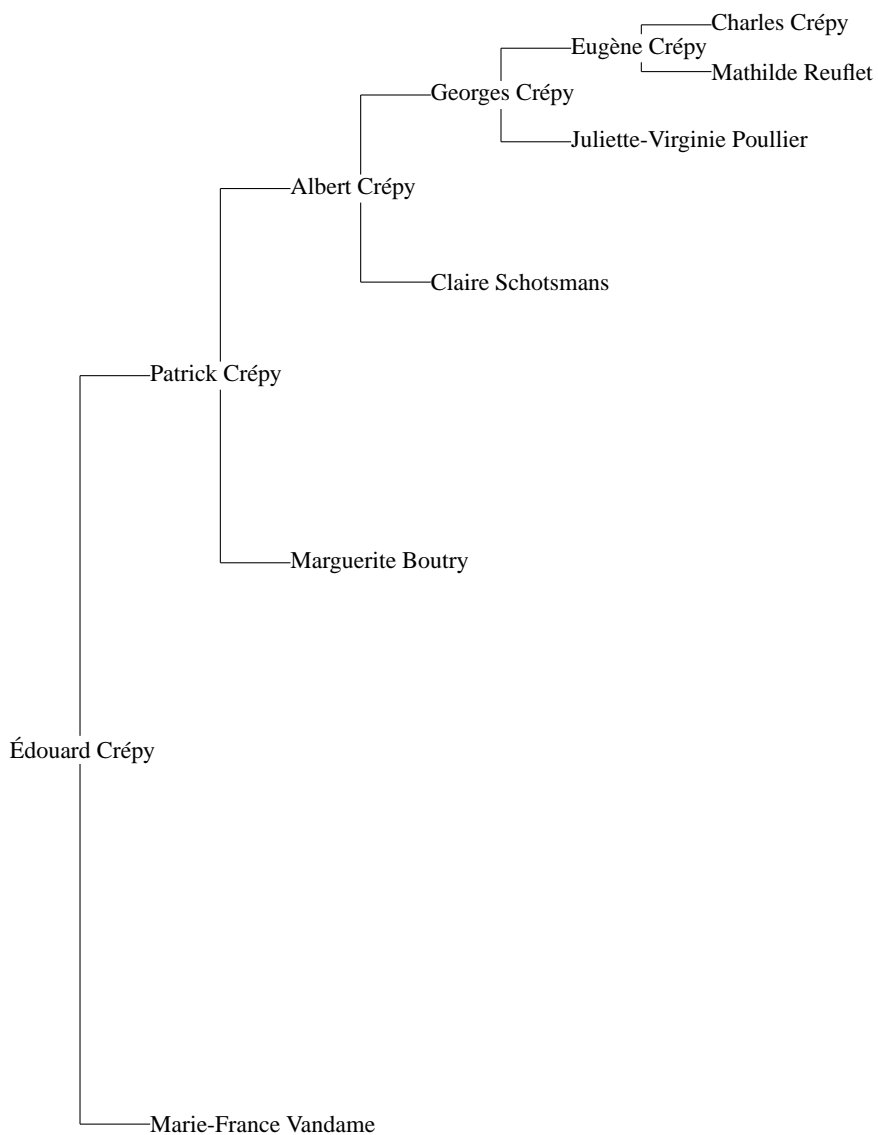 Charles Crépy
Eugène Crépy
Mathilde Reuflet
Georges Crépy
Juliette-Virginie Poullier
Albert Crépy
Claire Schotsmans
Patrick Crépy
Marguerite Boutry
Édouard Crépy
Marie-France Vandame